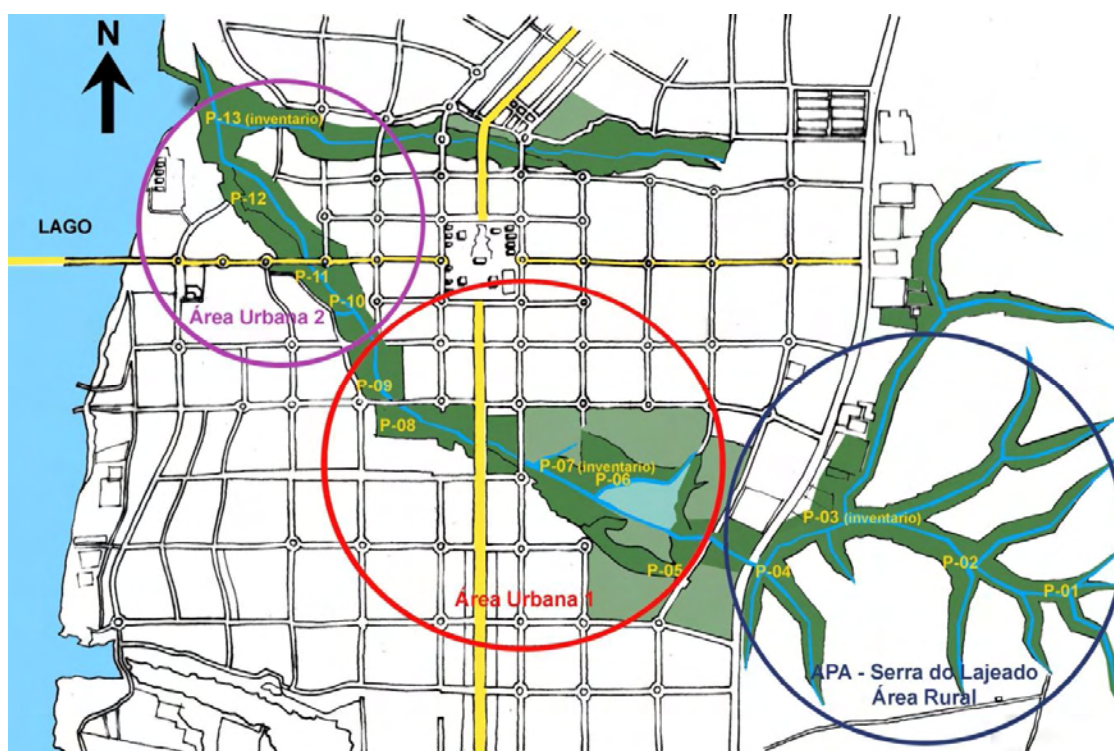 N
P-13 (inventario)
P-12
LAGO
P-11
P-10
Área Urbana 2
P-09
P-08
P-07 (inventario)
P-06
P-03 (inventario)
P-05
P-04
P-02
P-01
Área Urbana 1
APA - Serra do Lajeado
Área Rural